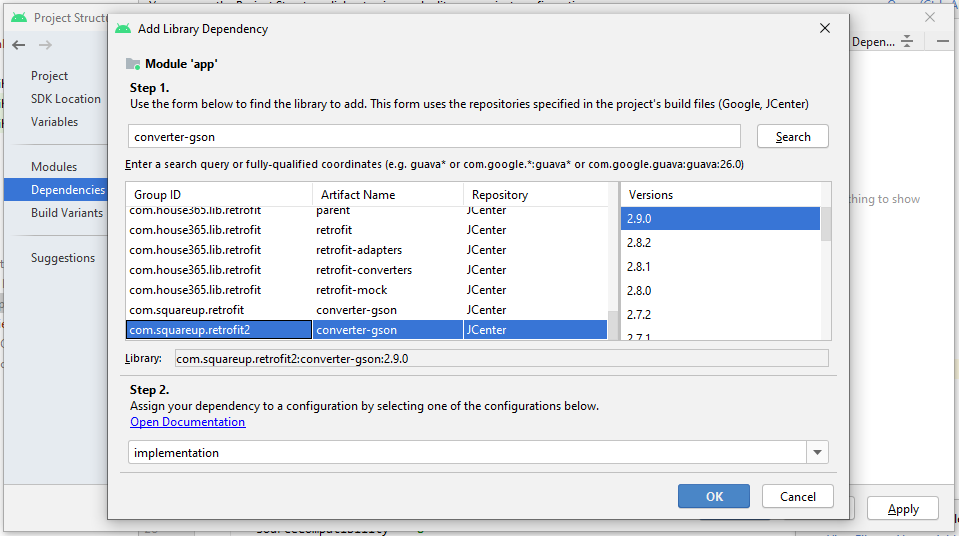 Project Structu
Add Library Dependency
Module 'app'
Step 1.
Use the form below to find the library to add. This form uses the repositories specified in the project's build files (Google, JCenter)
converter-gson
Search
Enter a search query or fully-qualified coordinates (e.g. guava* or com.google.*:guava* or com.google.guava:guava:26.0)
Group ID Artifact Name Repository
com.house365.lib.retrofit parent JCenter
com.house365.lib.retrofit retrofit JCenter
com.house365.lib.retrofit retrofit-adapters JCenter
com.house365.lib.retrofit retrofit-converters JCenter
com.house365.lib.retrofit retrofit-mock JCenter
com.squareup.retrofit converter-gson JCenter
com.squareup.retrofit2 converter-gson JCenter
Versions
2.9.0
2.8.2
2.8.1
2.8.0
2.7.2
2.7.1
Library: com.squareup.retrofit2:converter-gson:2.9.0
Step 2.
Assign your dependency to a configuration by selecting one of the configurations below.
Open Documentation
implementation
OK
Cancel
Project
SDK Location
Variables
Modules
Dependencies
Build Variants
Suggestions
Depen...
thing to show
Apply